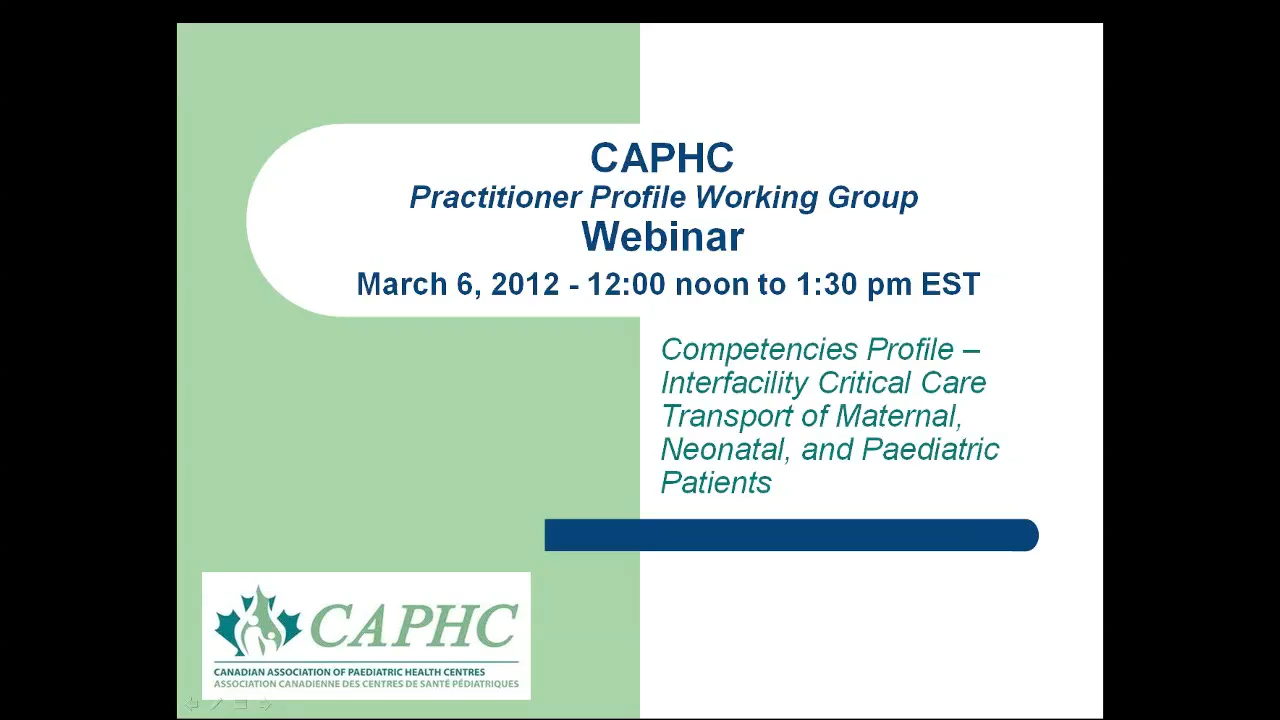 CAPHC
Practitioner Profile Working Group
Webinar
March 6, 2012 - 12:00 noon to 1:30 pm EST
Competencies Profile –
Interfacility Critical Care
Transport of Maternal,
Neonatal, and Paediatric
Patients
CAPHC
CANADIAN ASSOCIATION OF PAEDIATRIC HEALTH CENTRES
ASSOCIATION CANADIENNE DES CENTRES DE SANTÉ PÉDIATRIQUES